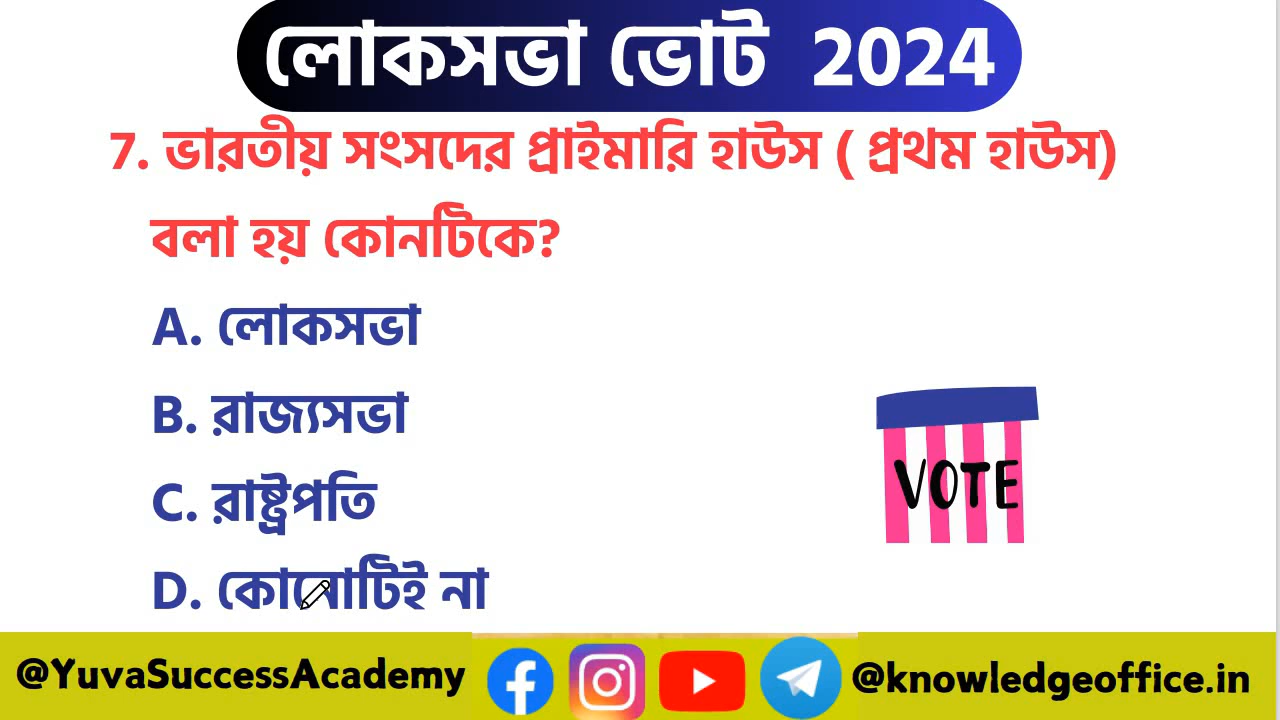 লোকসভা ভোট 2024
7. ভারতীয় সংসদের প্রাইমারি হাউস ( প্রথম হাউস)
বলা হয় কোনটিকে?
A. লোকসভা
B. রাজ্যসভা
C. রাষ্ট্রপতি
D. কোনোটিই না
VOTE
@YuvaSuccessAcademy
@knowledgeoffice.in